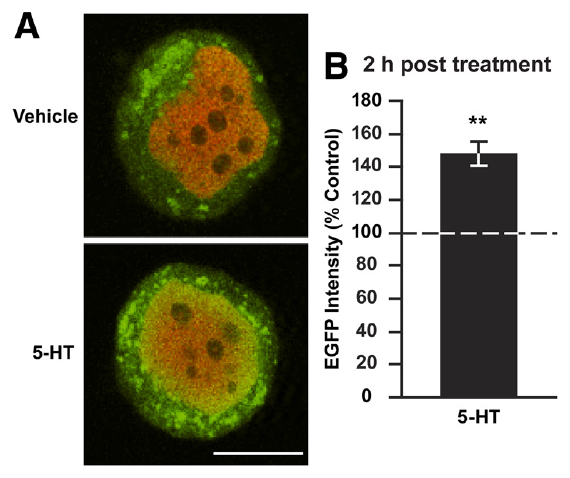 A
Vehicle
5-HT
B
2 h post treatment
EGFP Intensity (% Control)
180
160
140
120
100
80
60
40
20
0
**
5-HT